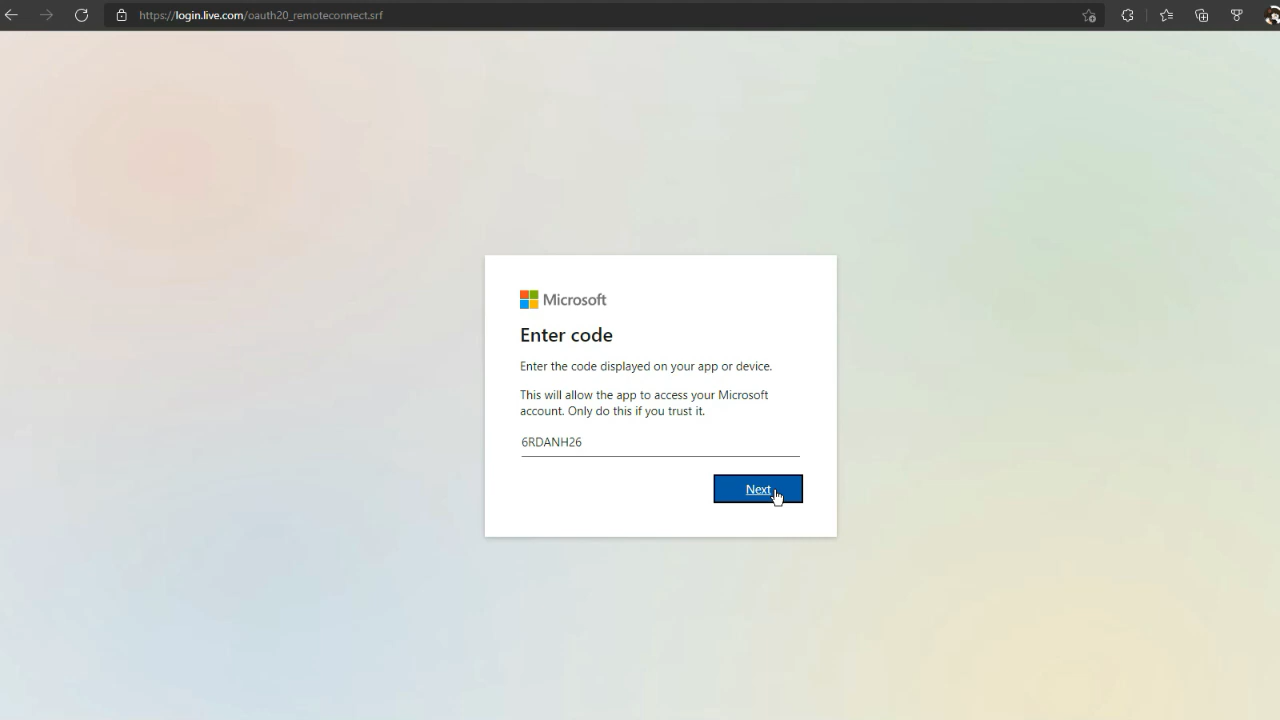 https://login.live.com/oauth20_remoteconnect.srf
Microsoft
Enter code
Enter the code displayed on your app or device.
This will allow the app to access your Microsoft
account. Only do this if you trust it.
6RDANH26
Next